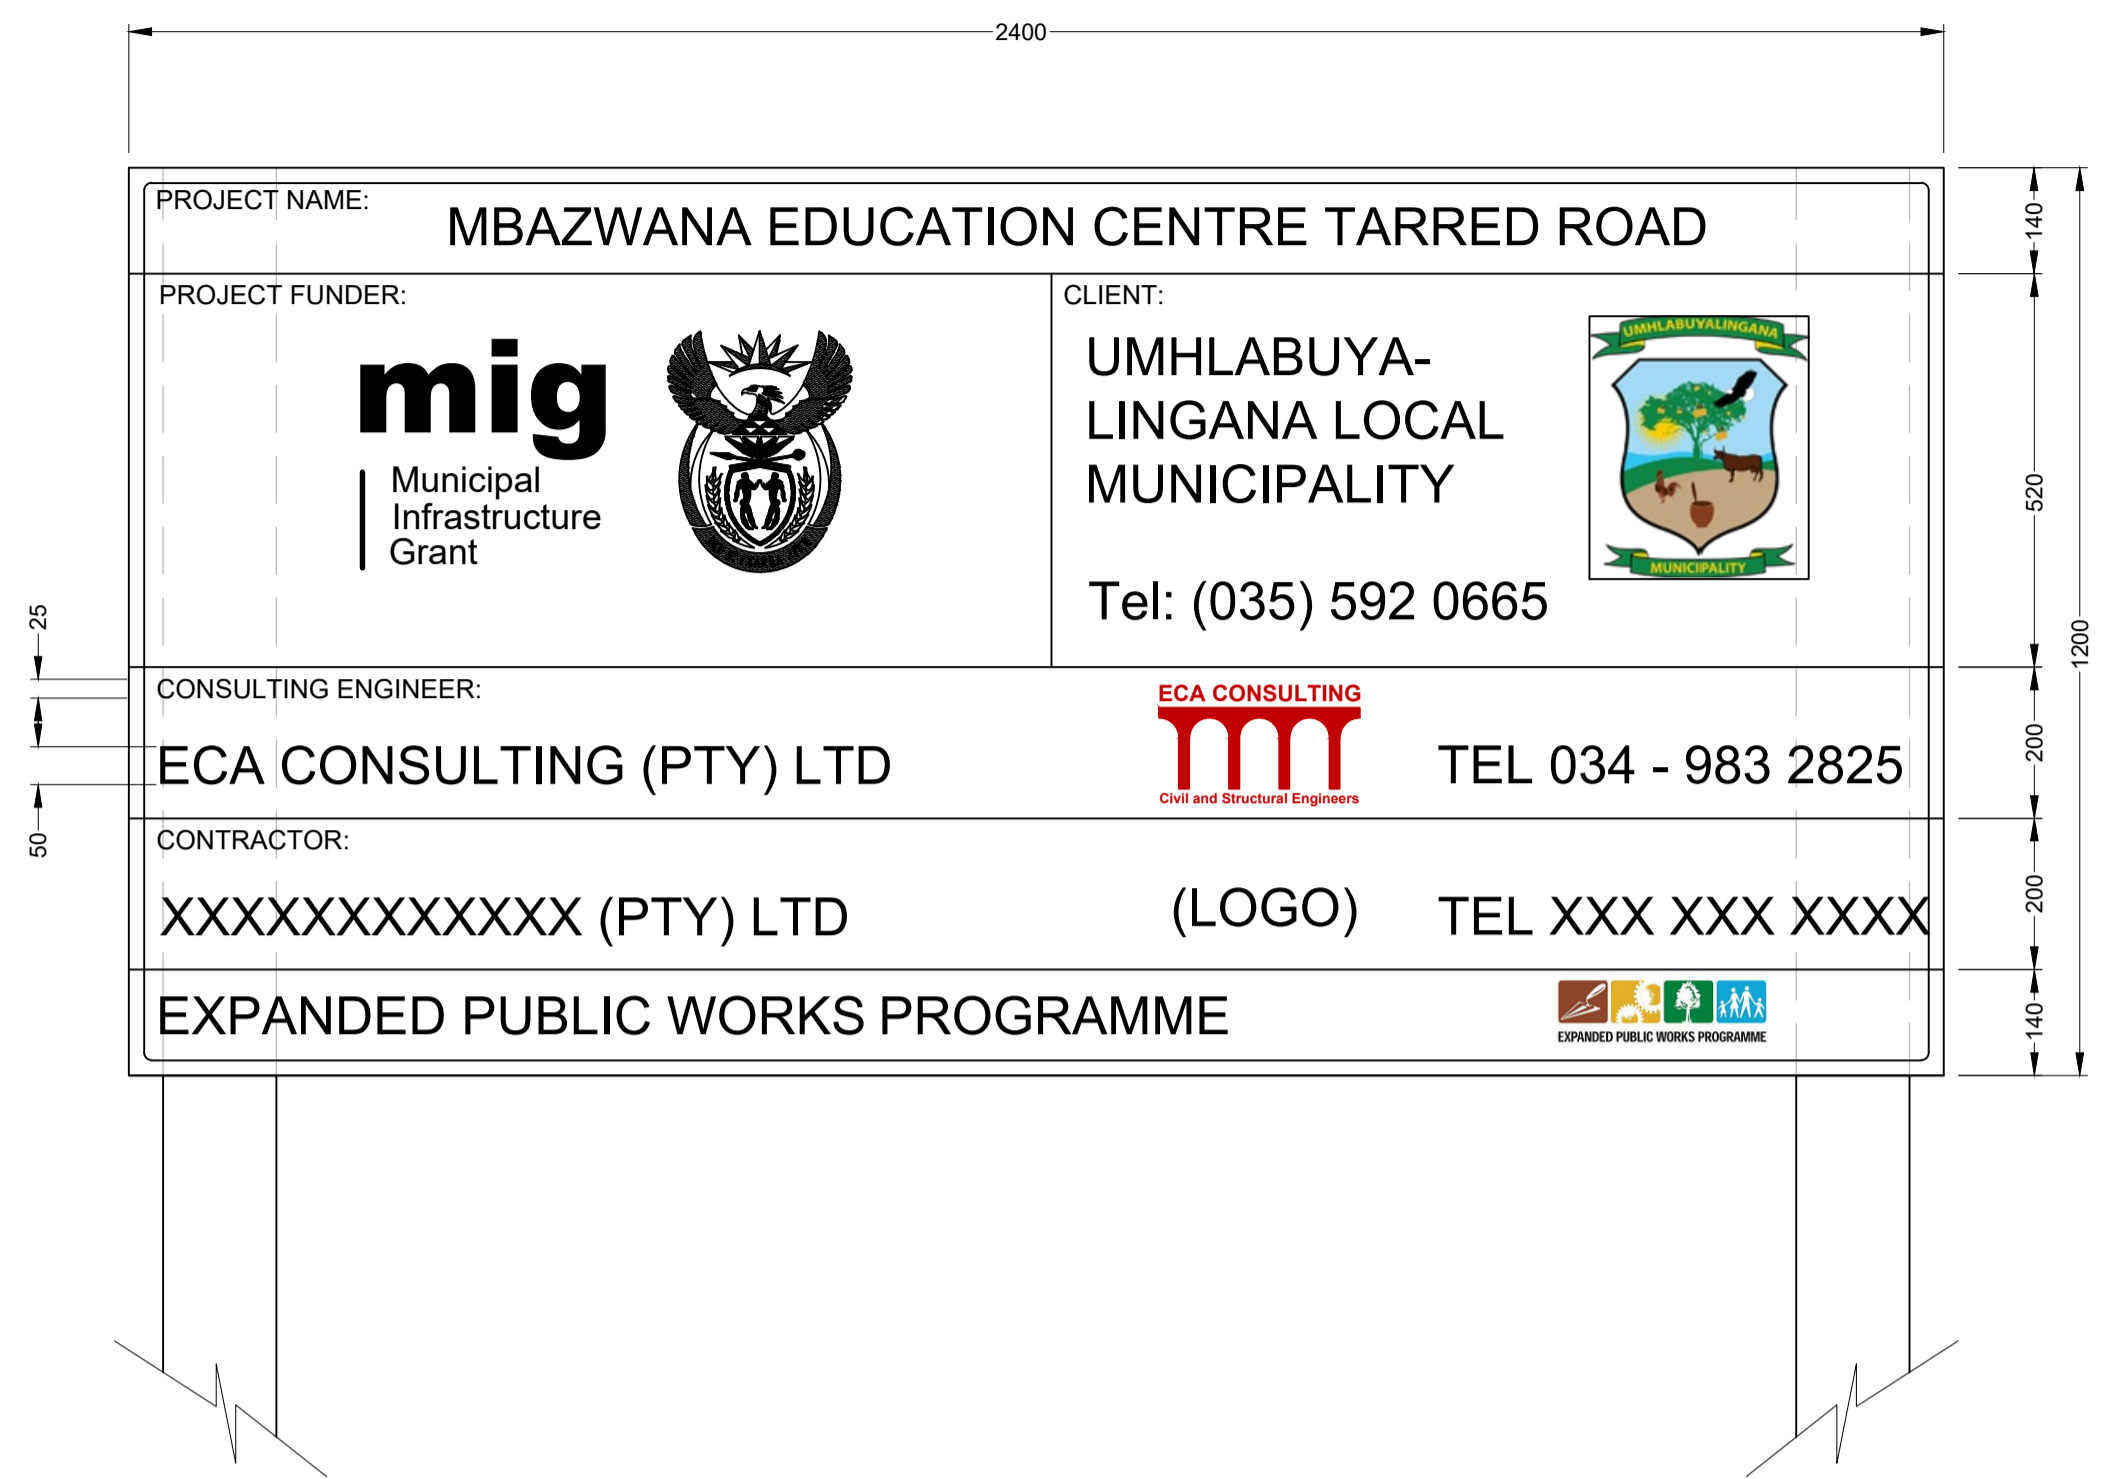 2400
PROJECT NAME:
MBAZWANA EDUCATION CENTRE TARRED ROAD
140
PROJECT FUNDER:
mig
Municipal
Infrastructure
Grant
CLIENT:
UMHLABUYA-
LINGANA LOCAL
MUNICIPALITY
Tel: (035) 592 0665
UMHLABUYALINGANA
MUNICIPALITY
520
1200
25
50
CONSULTING ENGINEER:
ECA CONSULTING (PTY) LTD
ECA CONSULTING
Civil and Structural Engineers
TEL 034 - 983 2825
200
CONTRACTOR:
XXXXXXXXXXXX (PTY) LTD
(LOGO)
TEL XXX XXX XXXX
200
EXPANDED PUBLIC WORKS PROGRAMME
EXPANDED PUBLIC WORKS PROGRAMME
140